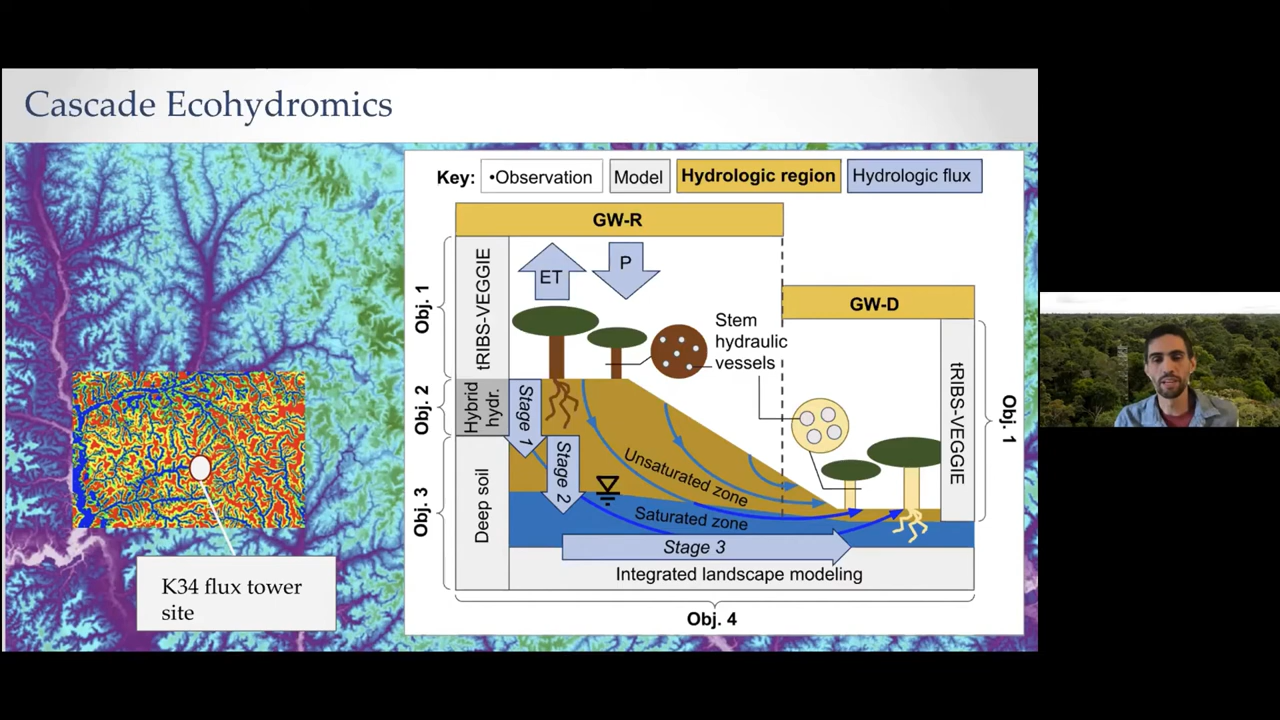 Cascade Ecohydromics
Key:
•Observation
Model
Hydrologic region
Hydrologic flux
GW-R
GW-D
Obj. 1
tRIBS-VEGGIE
ET
P
Stem
hydraulic
vessels
Obj. 2
Hybrid
hydr.
Stage 1
Stage 2
Obj. 3
Deep soil
Unsaturated zone
Saturated zone
Stage 3
Integrated landscape modeling
tRIBS-VEGGIE
Obj. 1
Obj. 4
K34 flux tower
site